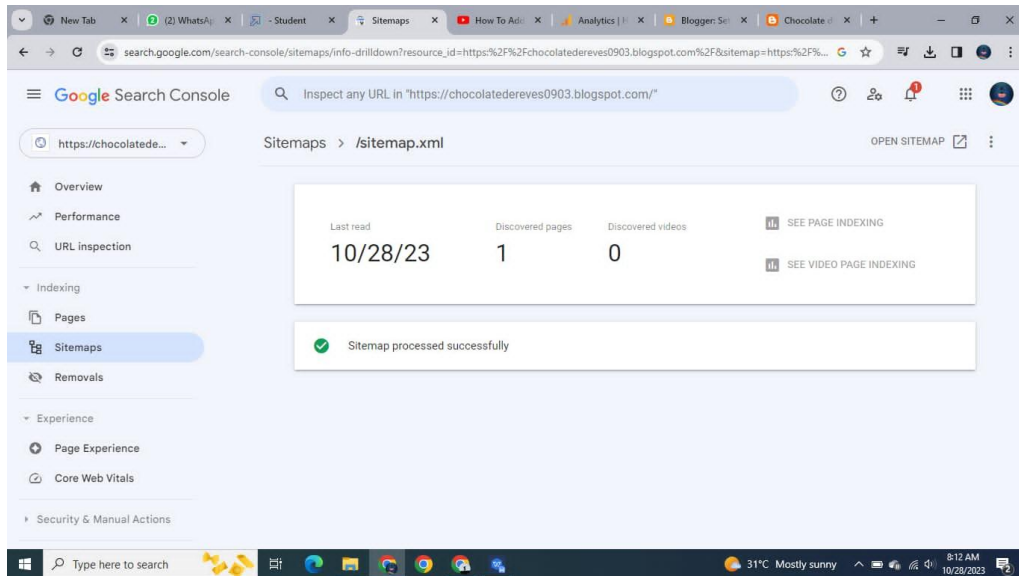 New Tab
(2) WhatsAp
- Student
Sitemaps
How To Add
Analytics | H
Blogger: Set
Chocolate d
search.google.com/search-console/sitemaps/info-drilldown?resource_id=https:%2F%2Fchocolatedereves0903.blogspot.com%2F&sitemap=https:%2F%...
Google Search Console
Inspect any URL in "https://chocolatedereves0903.blogspot.com/"
https://chocolatede...
Sitemaps > /sitemap.xml
OPEN SITEMAP
Overview
Performance
URL inspection
Indexing
Pages
Sitemaps
Removals
Experience
Page Experience
Core Web Vitals
Security & Manual Actions
Last read
10/28/23
Discovered pages
1
Discovered videos
0
SEE PAGE INDEXING
SEE VIDEO PAGE INDEXING
Sitemap processed successfully
Type here to search
31°C Mostly sunny
8:12 AM
10/28/2023
2